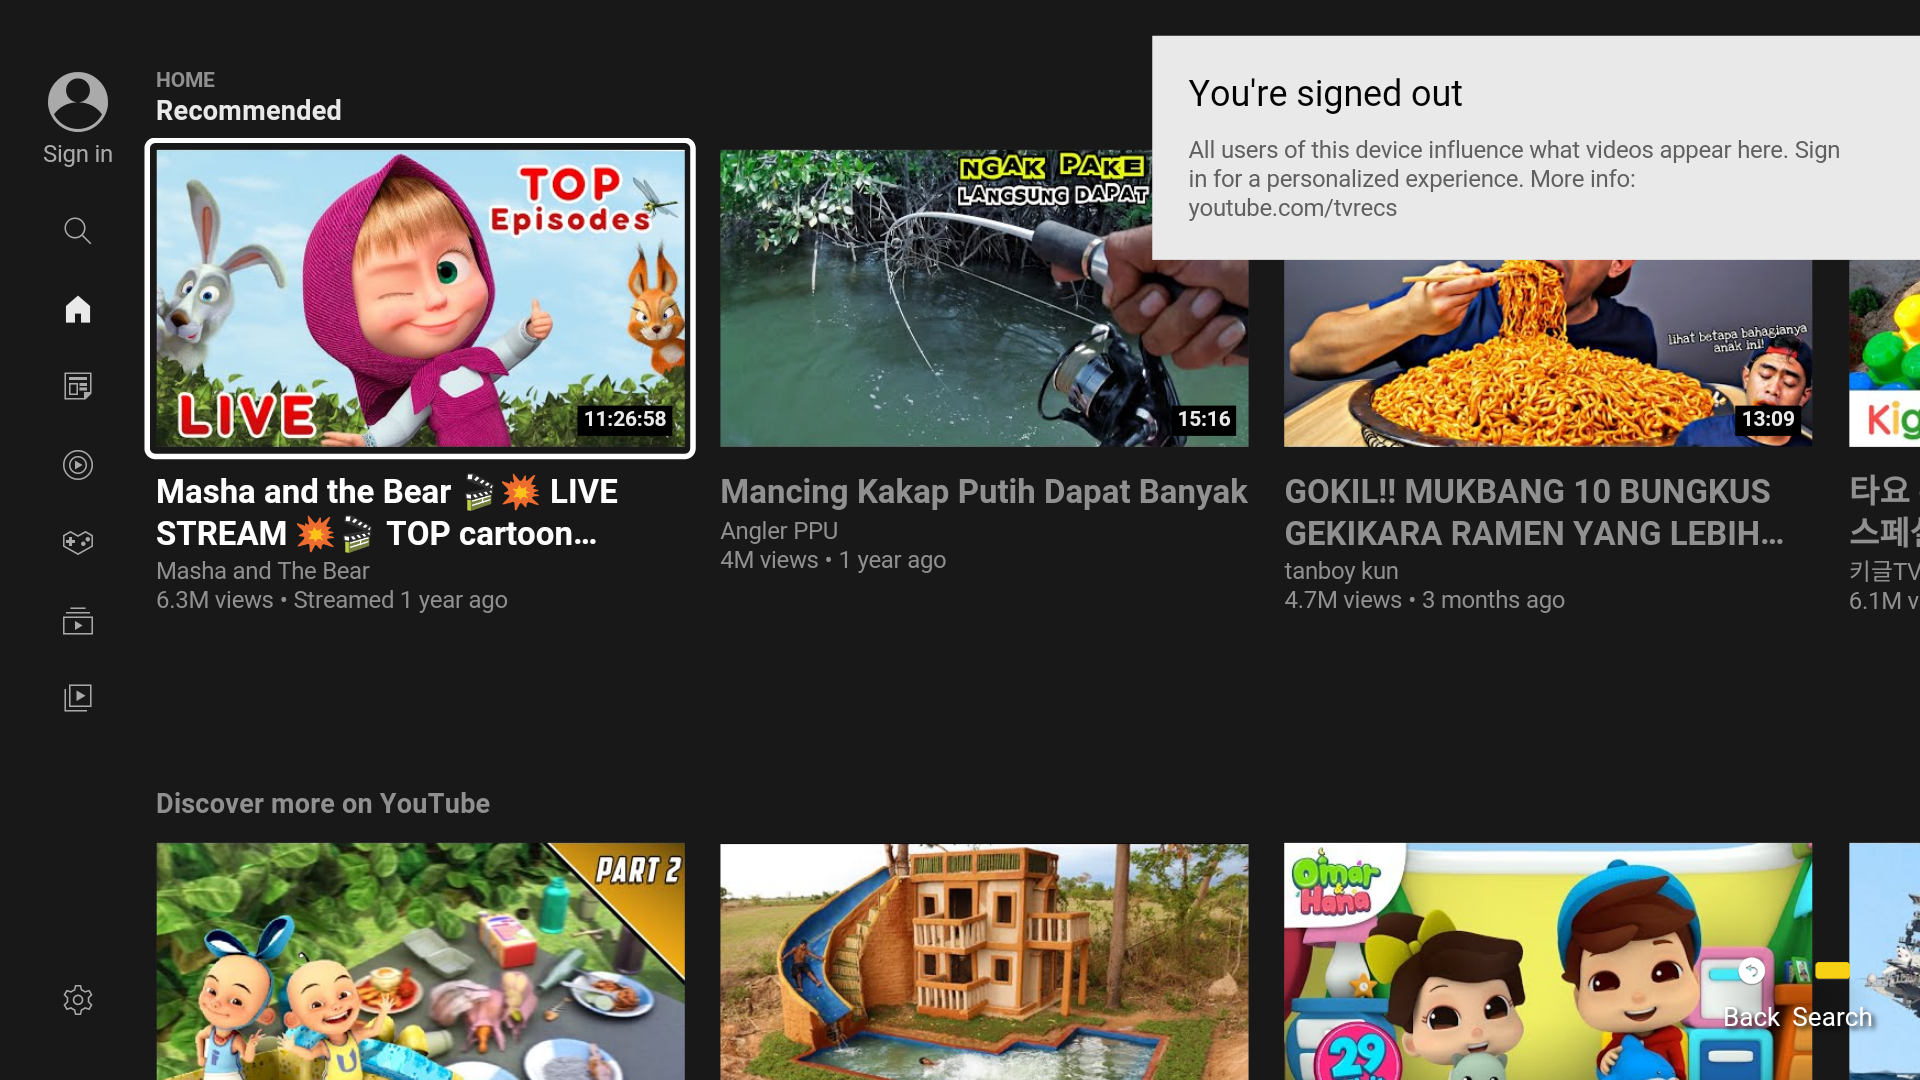 HOME
Recommended
Sign in
You're signed out
All users of this device influence what videos appear here. Sign
in for a personalized experience. More info:
youtube.com/tvrecs
TOP
Episodes
LIVE
11:26:58
NGAK PAKE
LANGSUNG DAPAT
15:16
lihat betapa bahagianya
anak ini!
13:09
Kig
Masha and the Bear 🎬💥 LIVE
STREAM 💥🎬 TOP cartoon...
Masha and The Bear
6.3M views • Streamed 1 year ago
Mancing Kakap Putih Dapat Banyak
Angler PPU
4M views • 1 year ago
GOKIL!! MUKBANG 10 BUNGKUS
GEKIKARA RAMEN YANG LEBIH...
tanboy kun
4.7M views • 3 months ago
타요
스페셜
키글TV
6.1M v
Discover more on YouTube
PART 2
U
Omar
& Hana
29
Back Search